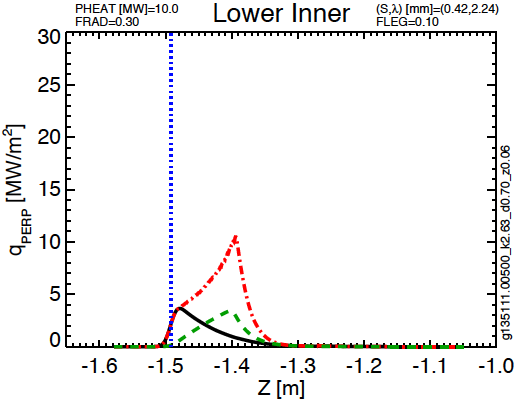 PHEAT [MW]=10.0
FRAD=0.30
Lower Inner
(S,λ) [mm]=(0.42,2.24)
FLEG=0.10
30
25
20
15
10
5
0
qPERP [MW/m2]
-1.6
-1.5
-1.4
-1.3
-1.2
-1.1
-1.0
Z [m]
g135111.00500_k2.63_d0.70_z0.06